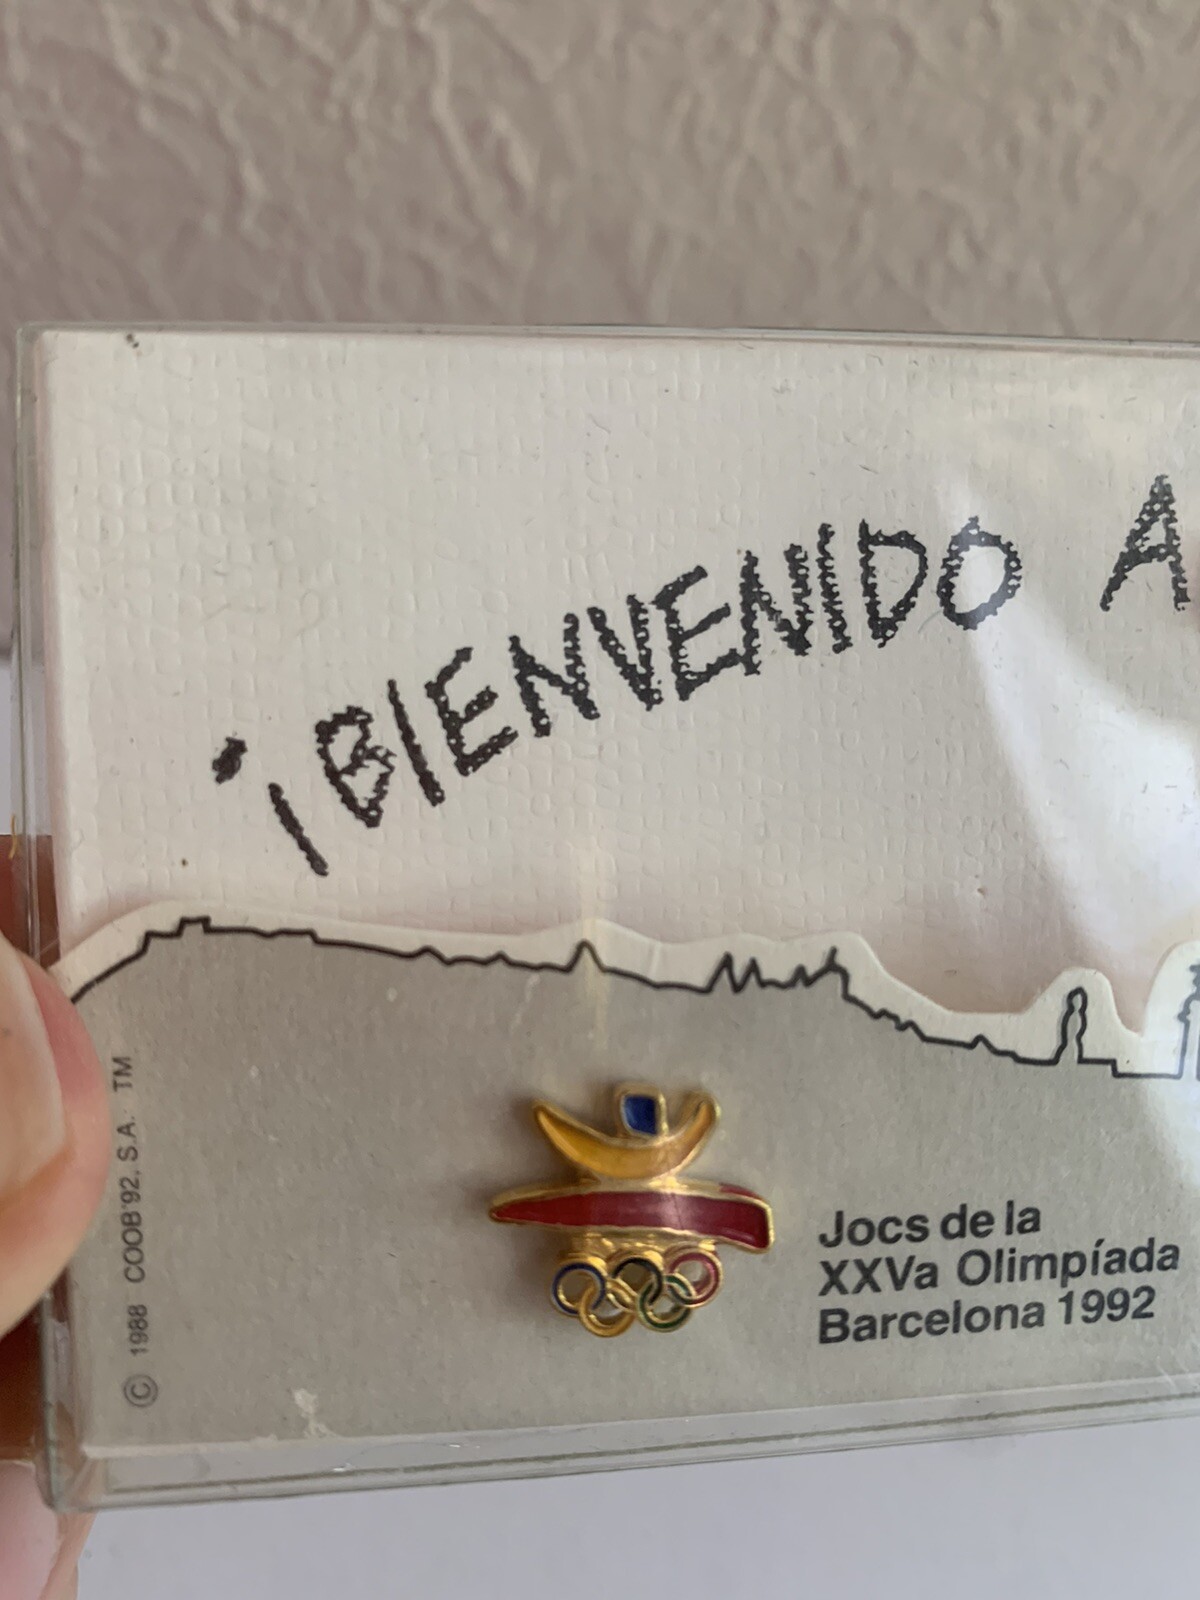 ¡BIENVENIDO A
Jocs de la
XXVa Olimpíada
Barcelona 1992
© 1988 COOB'92, S.A. TM